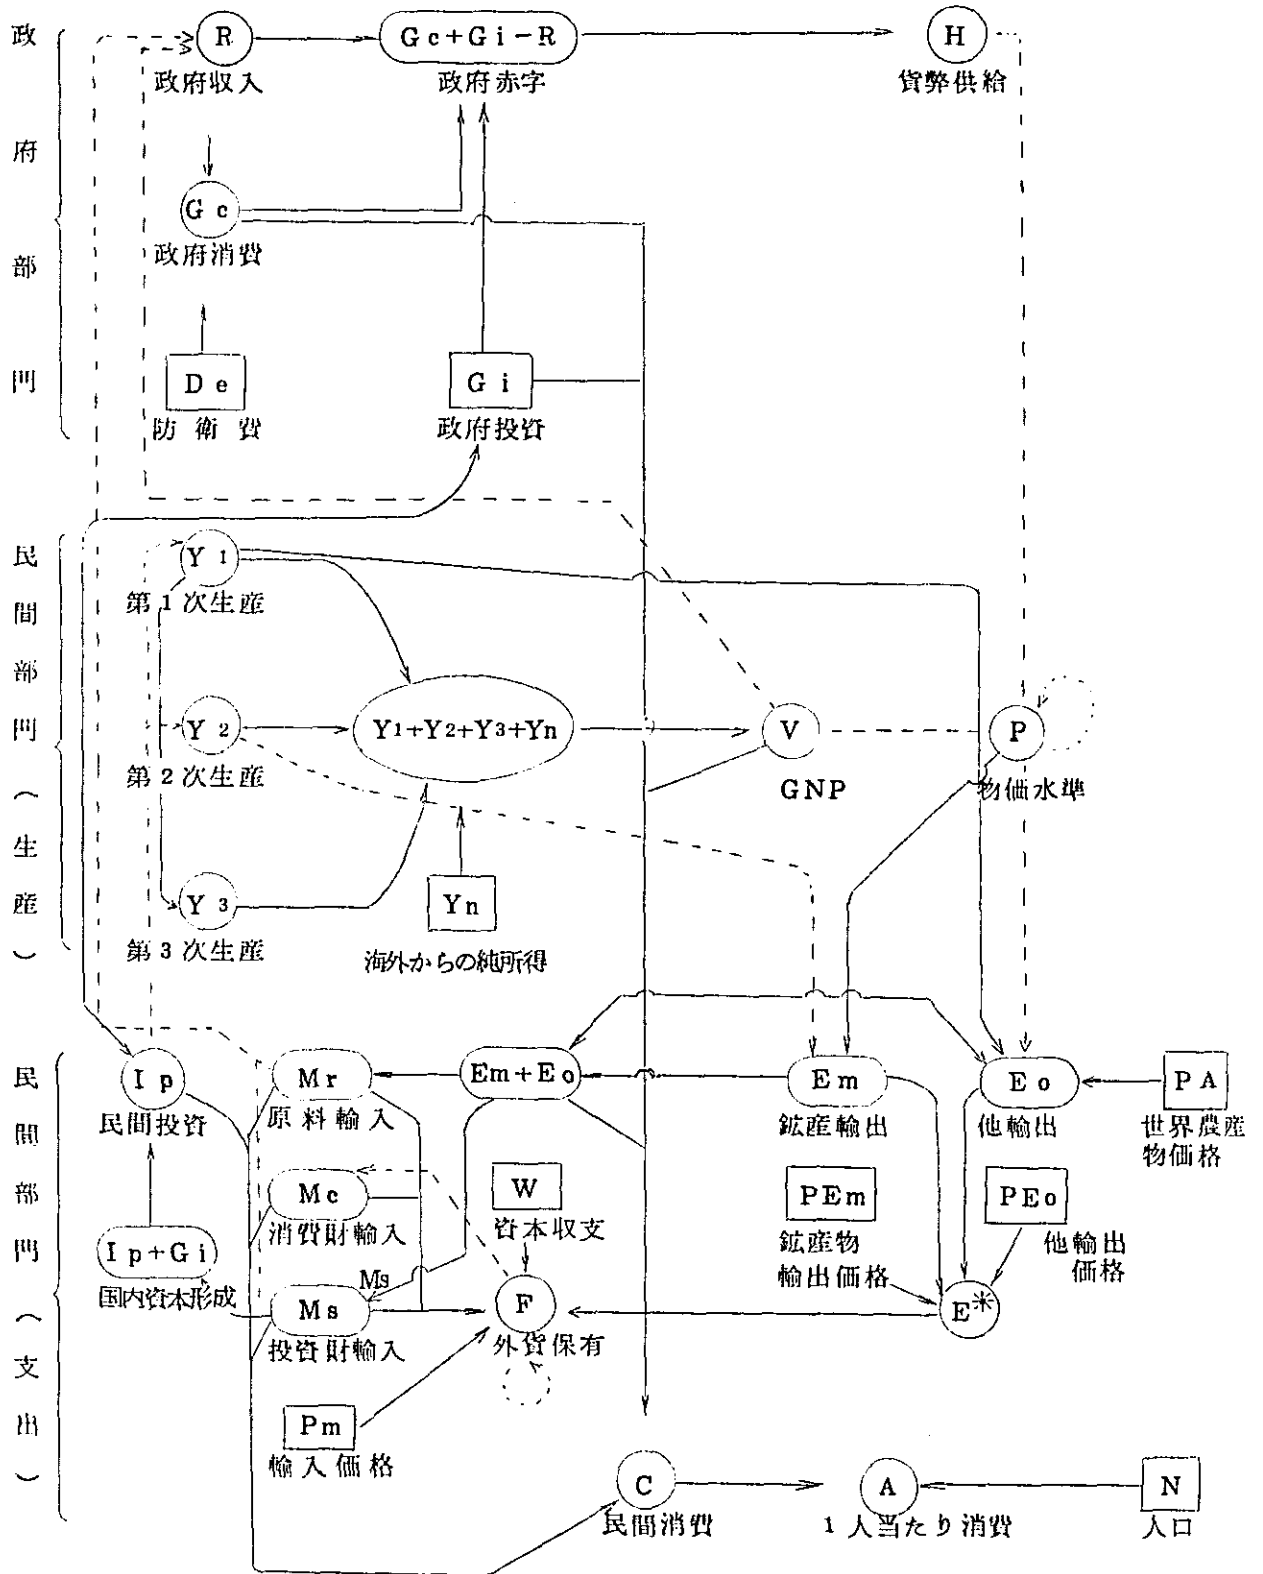 政府部門
R
政府収入
Gc+Gi-R
政府赤字
H
貨幣供給
Gc
政府消費
De
防衛費
Gi
政府投資
民間部門(生産)
Y1
第1次生産
Y2
第2次生産
Y1+Y2+Y3+Yn
V
GNP
P
物価水準
Y3
第3次生産
Yn
海外からの純所得
民間部門(支出)
Ip
民間投資
Mr
原料輸入
Em+Eo
Em
鉱産輸出
Eo
他輸出
PA
世界農産
物価格
Mc
消費財輸入
W
資本収支
PEm
鉱産物
輸出価格
PEo
他輸出
価格
Ip+Gi
国内資本形成
Ms
Ms
投資財輸入
F
外貨保有
E*
Pm
輸入価格
C
民間消費
A
1人当たり消費
N
人口